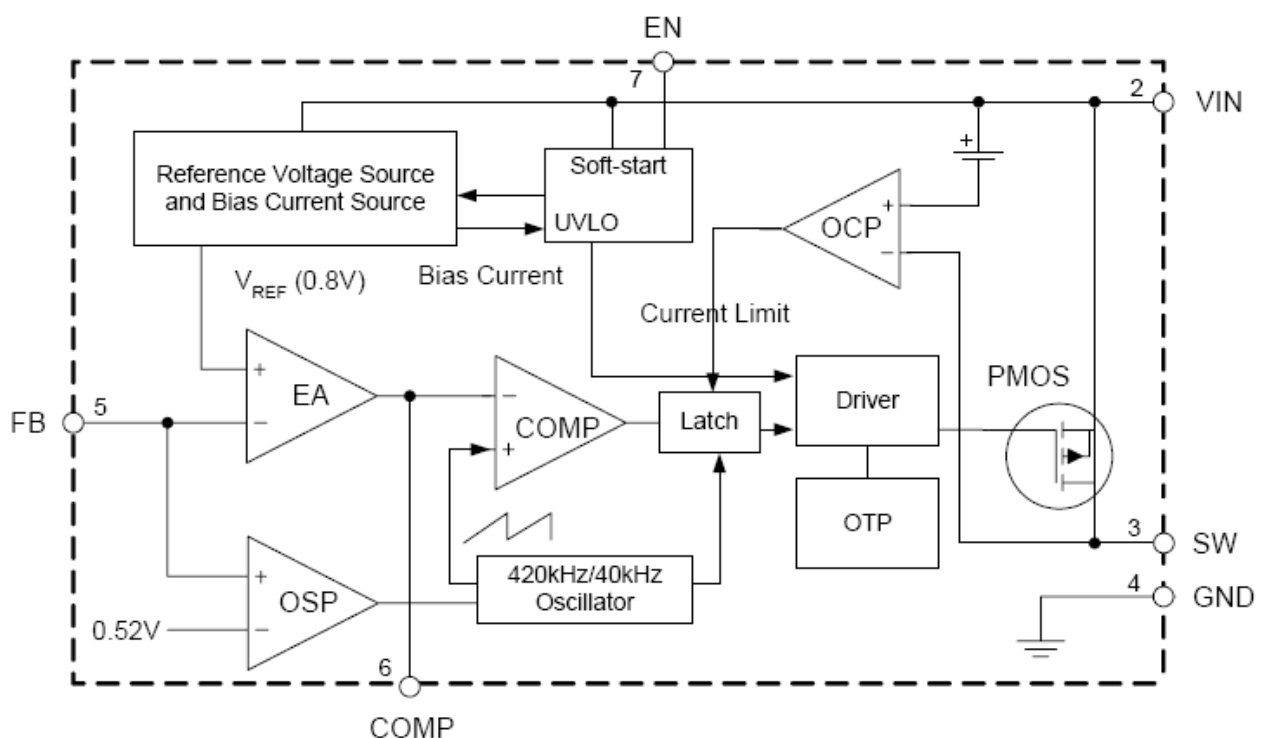 EN
7
2
VIN
Reference Voltage Source
and Bias Current Source
Soft-start
UVLO
+
+
OCP
−
V_REF (0.8V)
Bias Current
Current Limit
+
EA
−
FB
5
−
COMP
+
Latch
Driver
PMOS
OTP
+
OSP
−
0.52V
420kHz/40kHz
Oscillator
3
SW
4
GND
6
COMP